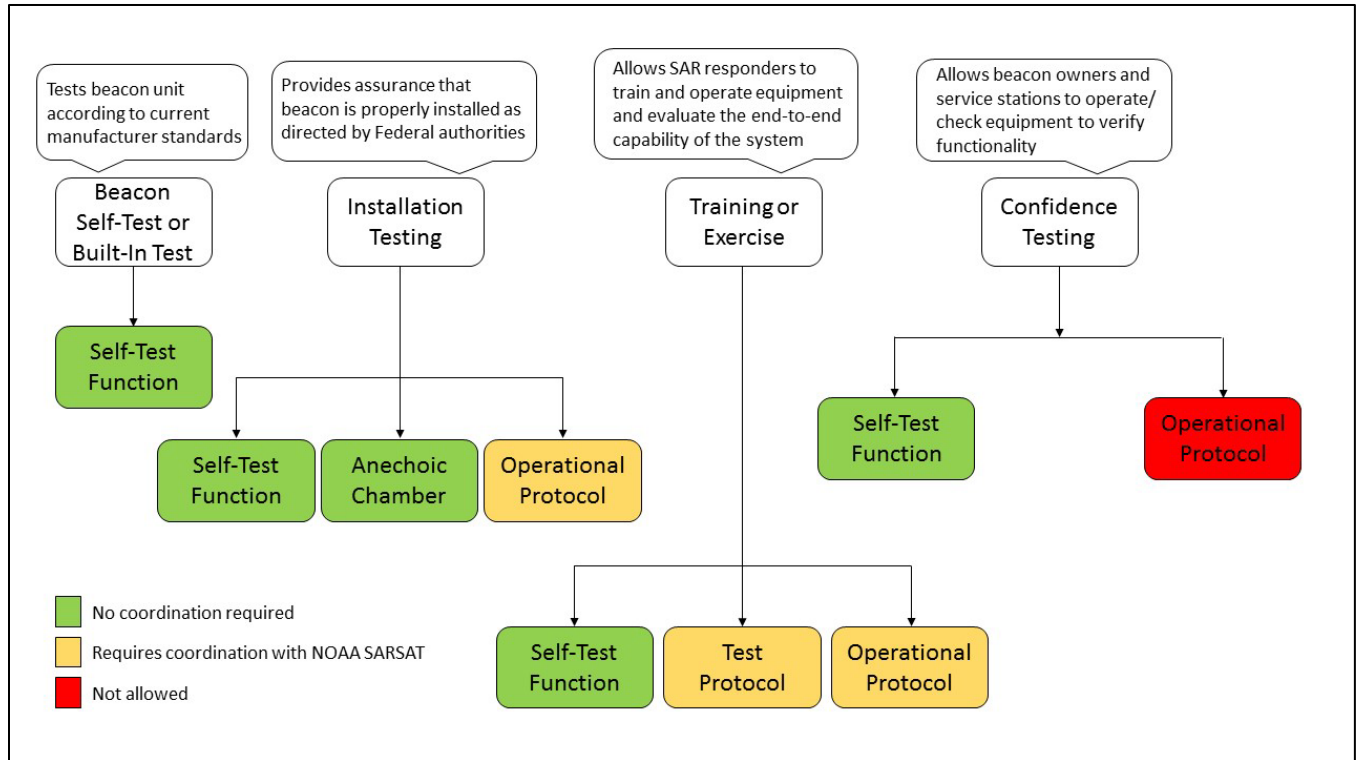 Tests beacon unit
according to current
manufacturer standards
Provides assurance that
beacon is properly installed as
directed by Federal authorities
Allows SAR responders to
train and operate equipment
and evaluate the end-to-end
capability of the system
Allows beacon owners and
service stations to operate/
check equipment to verify
functionality
Beacon
Self-Test or
Built-In Test
Installation
Testing
Training or
Exercise
Confidence
Testing
Self-Test
Function
Self-Test
Function
Anechoic
Chamber
Operational
Protocol
Self-Test
Function
Operational
Protocol
Self-Test
Function
Test
Protocol
Operational
Protocol
No coordination required
Requires coordination with NOAA SARSAT
Not allowed